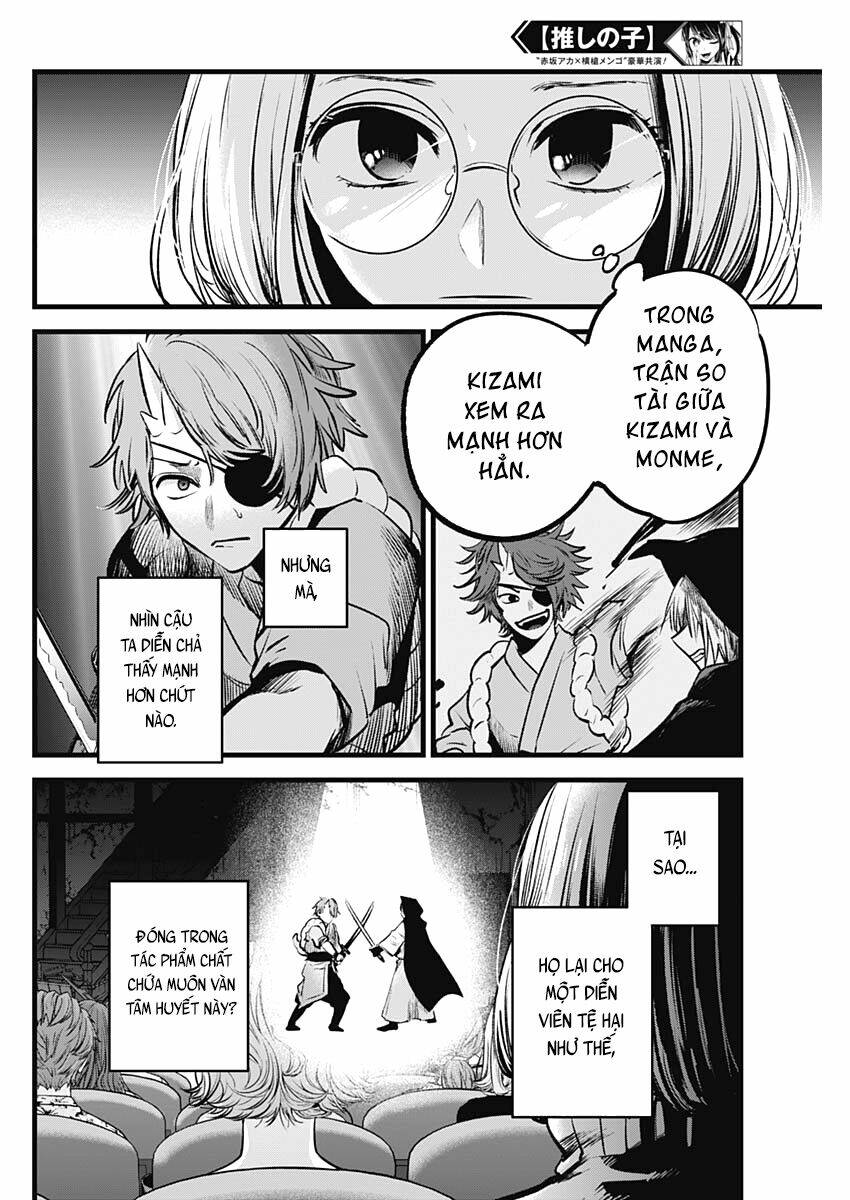 【推しの子】
"赤坂アカ×横槍メンゴ"豪華共演!
TRONG
MANGA,
TRẬN SO
TÀI GIỮA
KIZAMI VÀ
MONME,
KIZAMI
XEM RA
MẠNH HƠN
HẲN.
NHƯNG
MÀ,
NHÌN CẬU
TA DIỄN CHẢ
THẤY MẠNH
HƠN CHỨT
NÀO.
TẠI
SAO...
HỌ LẠI CHO
MỘT DIỄN
VIÊN TỆ HẠI
NHƯ THẾ,
ĐÓNG TRONG
TÁC PHẨM CHẤT
CHỨA MUÔN VÀN
TÂM HUYẾT NÀY?